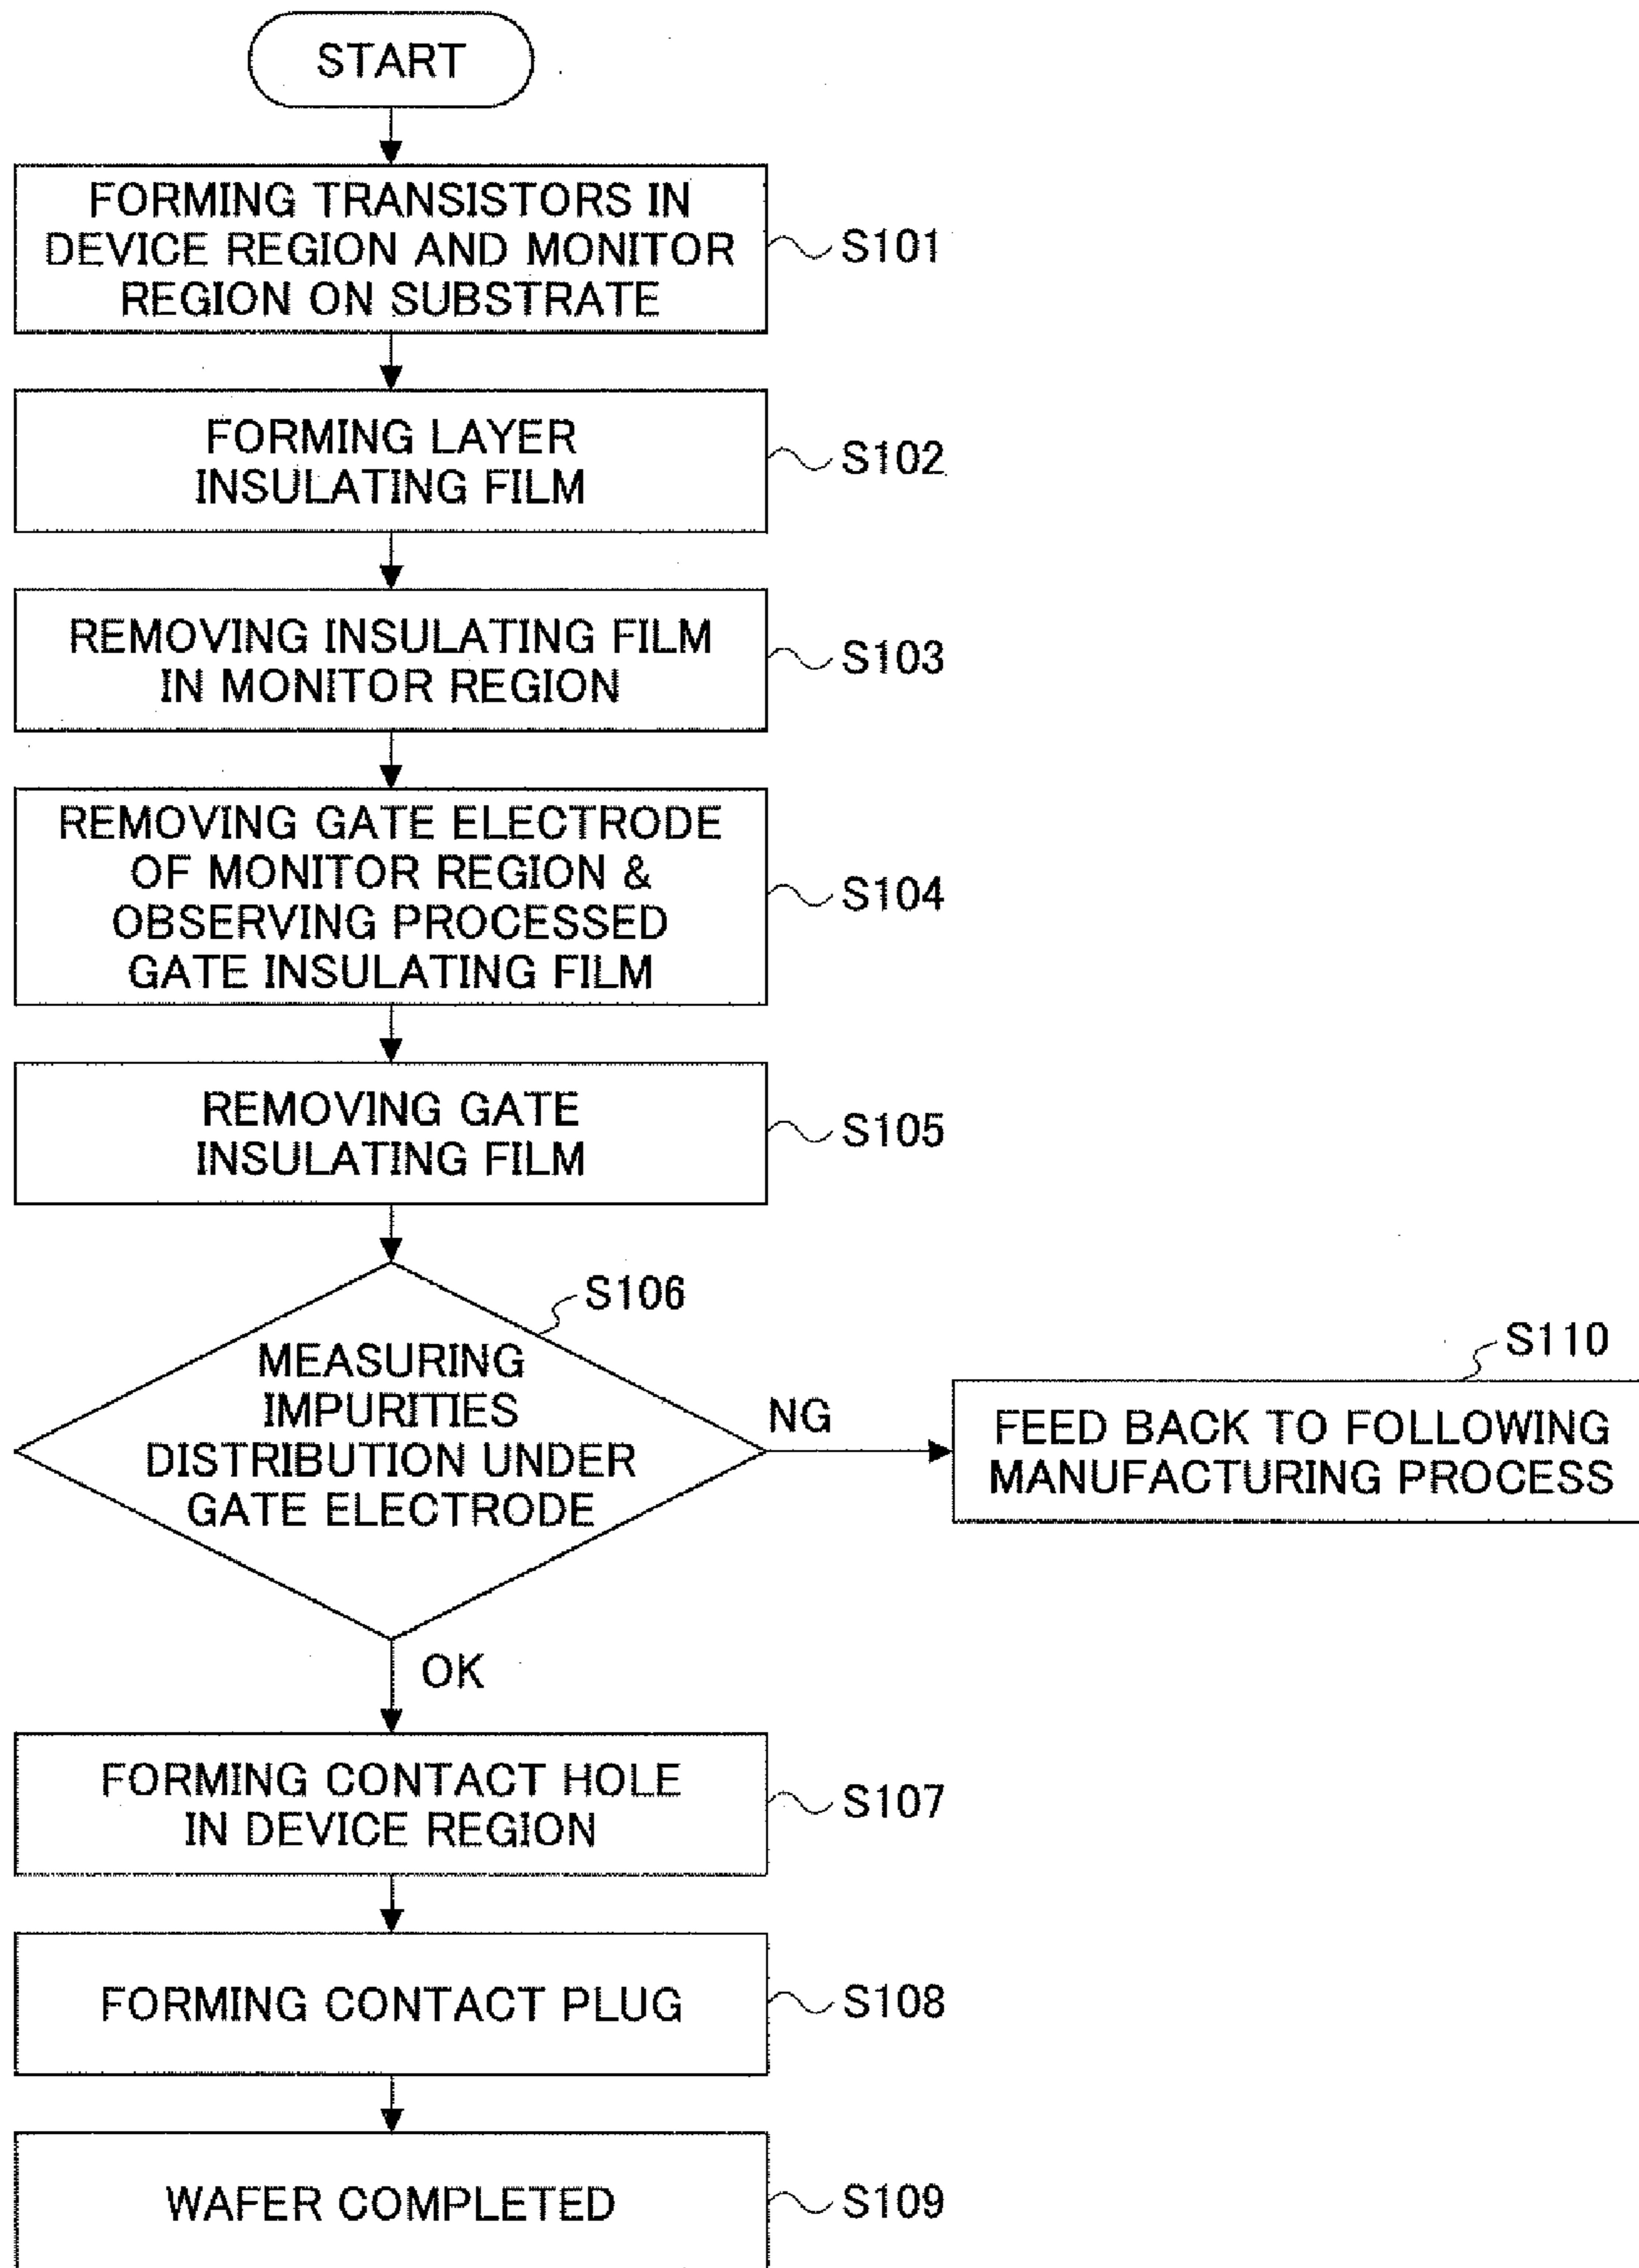 START
FORMING TRANSISTORS IN
DEVICE REGION AND MONITOR
REGION ON SUBSTRATE
S101
FORMING LAYER
INSULATING FILM
S102
REMOVING INSULATING FILM
IN MONITOR REGION
S103
REMOVING GATE ELECTRODE
OF MONITOR REGION &
OBSERVING PROCESSED
GATE INSULATING FILM
S104
REMOVING GATE
INSULATING FILM
S105
S106
MEASURING
IMPURITIES
DISTRIBUTION UNDER
GATE ELECTRODE
NG
S110
FEED BACK TO FOLLOWING
MANUFACTURING PROCESS
OK
FORMING CONTACT HOLE
IN DEVICE REGION
S107
FORMING CONTACT PLUG
S108
WAFER COMPLETED
S109